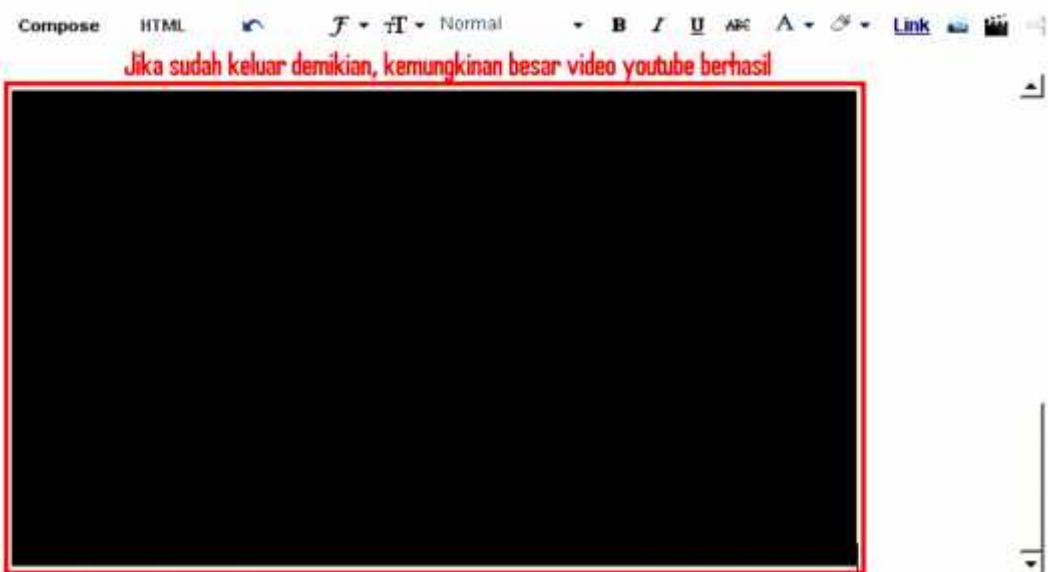 Compose HTML F T Normal B I U ABC A Link
Jika sudah keluar demikian, kemungkinan besar video youtube berhasil